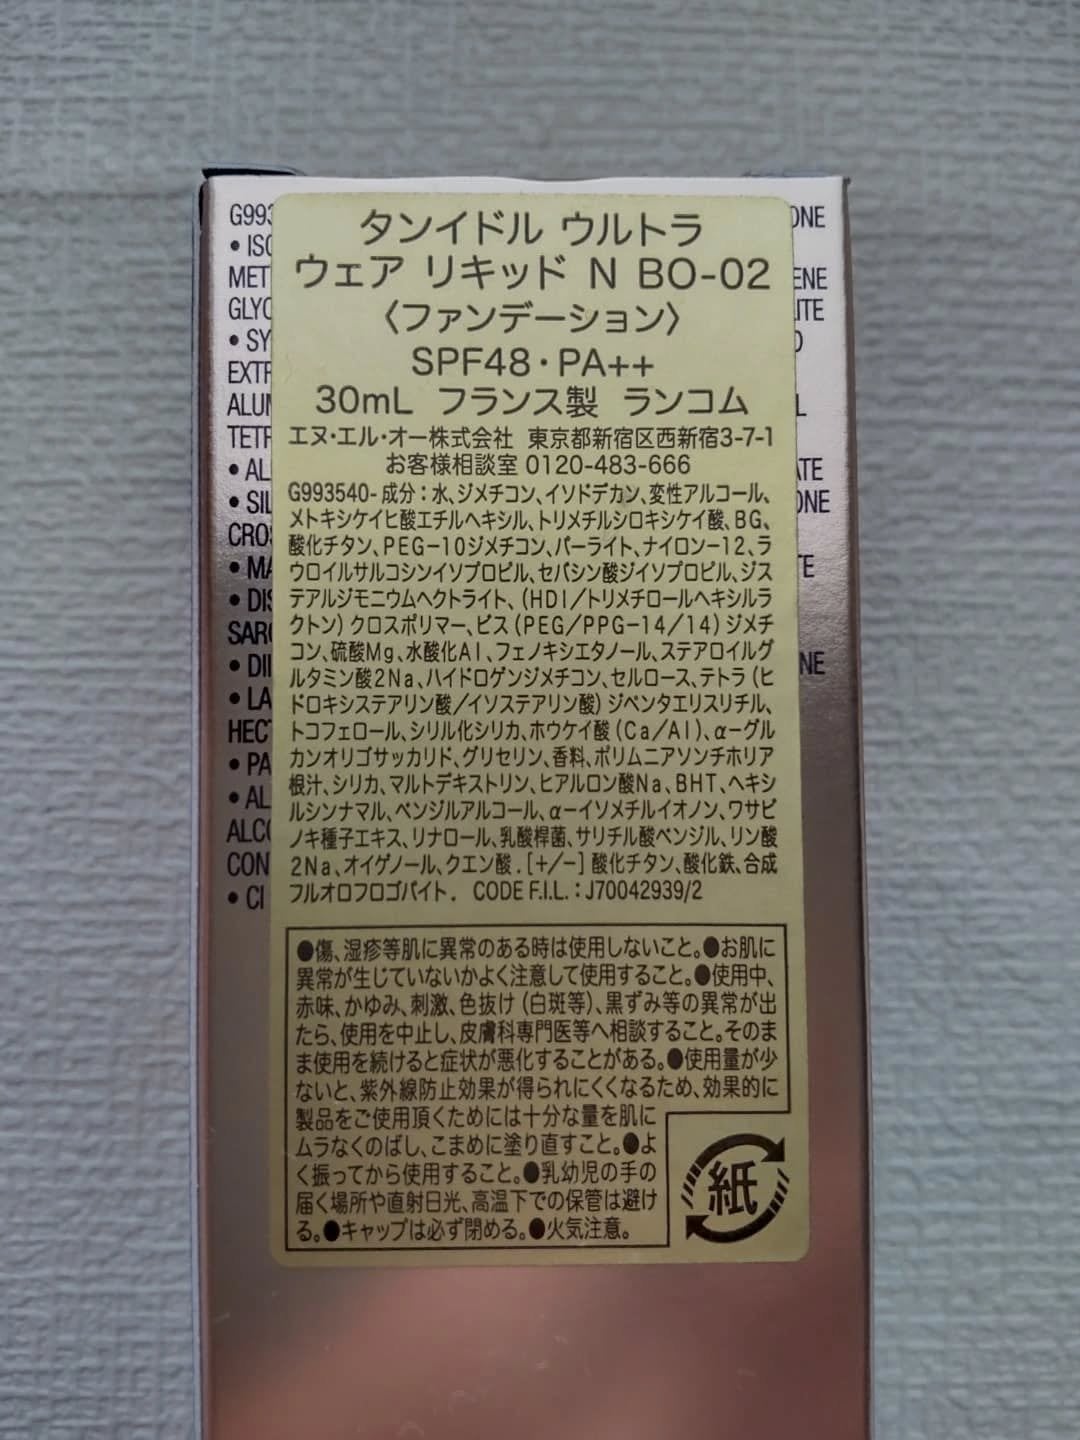 タンイドル ウルトラ
ウェア リキッド N BO-02
〈ファンデーション〉
SPF48・PA++
30mL フランス製 ランコム
エヌ・エル・オー株式会社 東京都新宿区西新宿3-7-1
お客様相談室 0120-483-666
G993540-成分：水、ジメチコン、イソドデカン、変性アルコール、
メトキシケイヒ酸エチルヘキシル、トリメチルシロキシケイ酸、BG、
酸化チタン、PEG-10ジメチコン、パーライト、ナイロン-12、ラ
ウロイルサルコシンイソプロピル、セバシン酸ジイソプロピル、ジス
テアルジモニウムヘクトライト、(HDI/トリメチロールヘキシルラ
クトン)クロスポリマー、ビス(PEG/PPG-14/14)ジメチ
コン、硫酸Mg、水酸化Al、フェノキシエタノール、ステアロイルグ
ルタミン酸2Na、ハイドロゲンジメチコン、セルロース、テトラ(ヒ
ドロキシステアリン酸/イソステアリン酸)ジペンタエリスリチル、
トコフェロール、シリル化シリカ、ホウケイ酸(Ca/Al)、α-グル
カンオリゴサッカリド、グリセリン、香料、ポリムニアソンチホリア
根汁、シリカ、マルトデキストリン、ヒアルロン酸Na、BHT、ヘキシ
ルシンナマル、ベンジルアルコール、α-イソメチルイオノン、ワサビ
ノキ種子エキス、リナロール、乳酸桿菌、サリチル酸ベンジル、リン酸
2Na、オイゲノール、クエン酸.[+/-]酸化チタン、酸化鉄、合成
フルオロフロゴパイト. CODE F.I.L.：J70042939/2
●傷、湿疹等肌に異常のある時は使用しないこと。●お肌に
異常が生じていないかよく注意して使用すること。●使用中、
赤味、かゆみ、刺激、色抜け(白斑等)、黒ずみ等の異常が出
たら、使用を中止し、皮膚科専門医等へ相談すること。そのま
ま使用を続けると症状が悪化することがある。●使用量が少
ないと、紫外線防止効果が得られにくくなるため、効果的に
製品をご使用頂くためには十分な量を肌に
ムラなくのばし、こまめに塗り直すこと。●よ
く振ってから使用すること。●乳幼児の手の
届く場所や直射日光、高温下での保管は避け
る。●キャップは必ず閉める。●火気注意。
紙